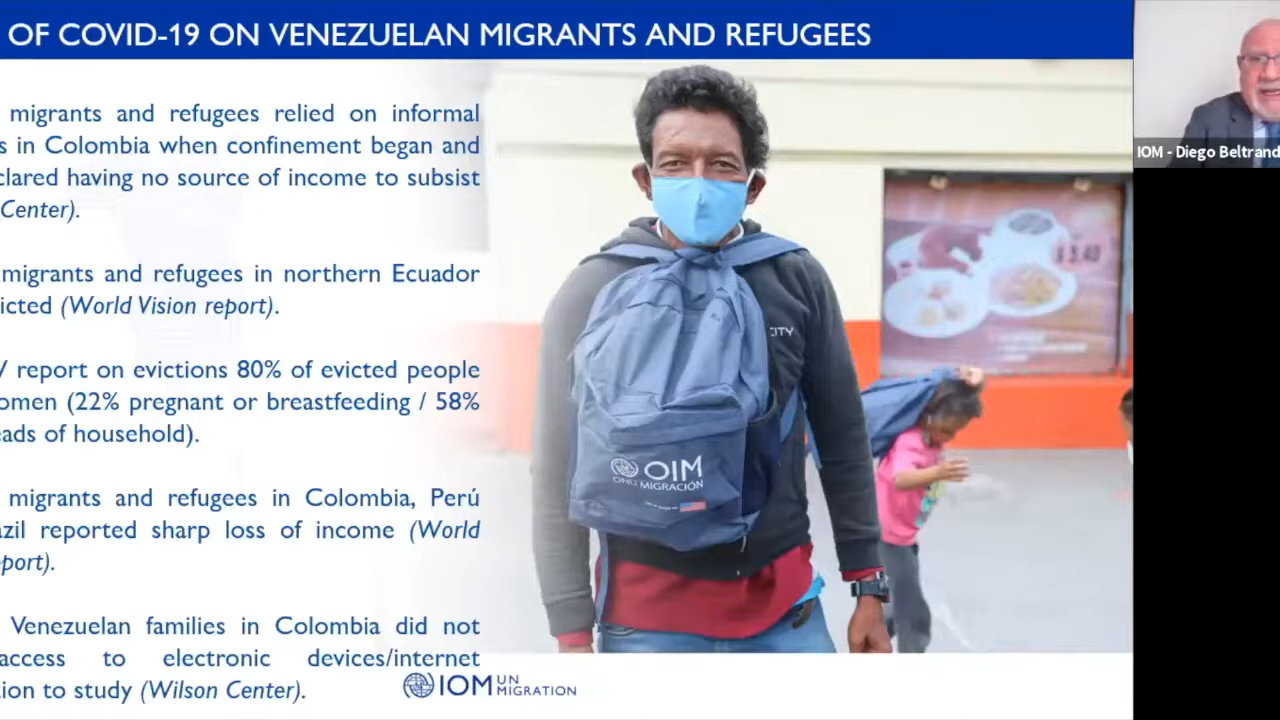 OF COVID-19 ON VENEZUELAN MIGRANTS AND REFUGEES
migrants and refugees relied on informal
s in Colombia when confinement began and
clared having no source of income to subsist
Center).
migrants and refugees in northern Ecuador
icted (World Vision report).
V report on evictions 80% of evicted people
omen (22% pregnant or breastfeeding / 58%
eads of household).
migrants and refugees in Colombia, Perú
azil reported sharp loss of income (World
port).
Venezuelan families in Colombia did not
access to electronic devices/internet
tion to study (Wilson Center).
IOM UN
MIGRATION
CITY
OIM
ONU MIGRACIÓN
IOM - Diego Beltrand